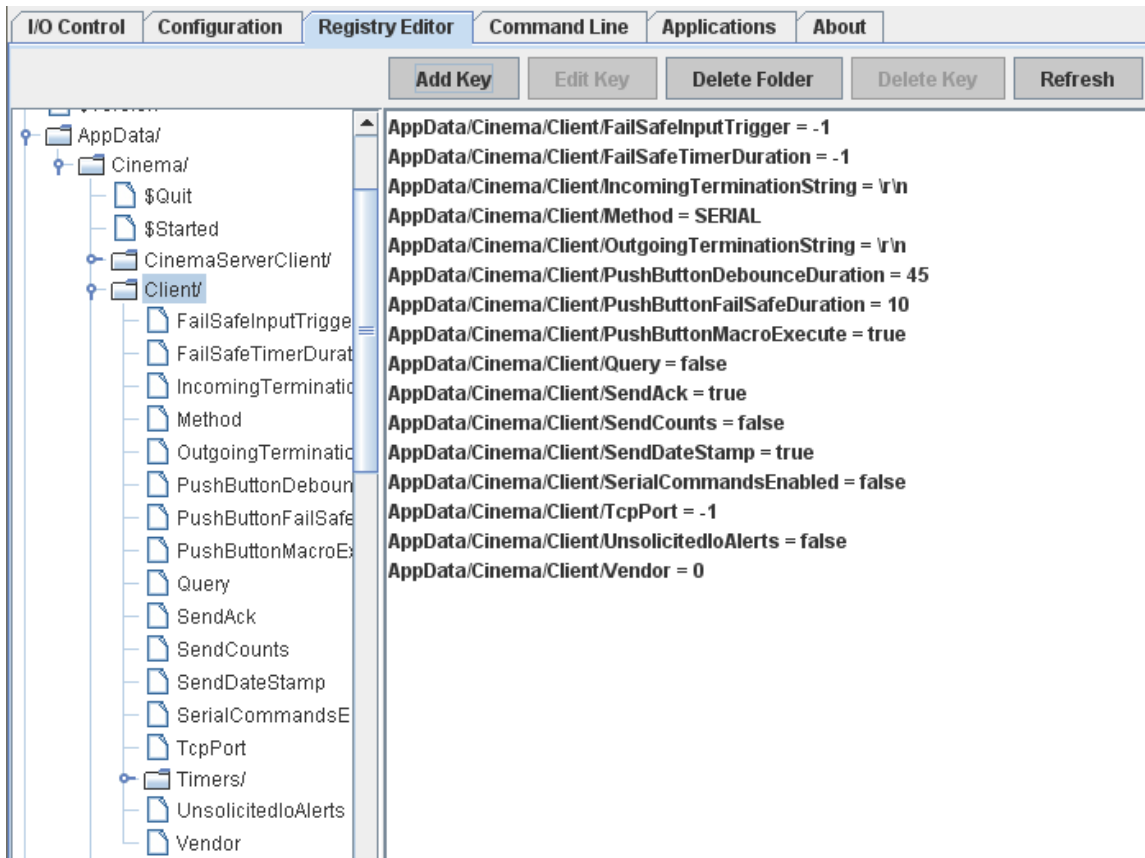 I/O Control
Configuration
Registry Editor
Command Line
Applications
About
Add Key
Edit Key
Delete Folder
Delete Key
Refresh
AppData/
Cinema/
$Quit
$Started
CinemaServerClient/
Client/
FailSafeInputTrigge
FailSafeTimerDurat
IncomingTerminatio
Method
OutgoingTerminatio
PushButtonDeboun
PushButtonFailSafe
PushButtonMacroEx
Query
SendAck
SendCounts
SendDateStamp
SerialCommandsE
TcpPort
Timers/
UnsolicitedIoAlerts
Vendor
AppData/Cinema/Client/FailSafeInputTrigger = -1
AppData/Cinema/Client/FailSafeTimerDuration = -1
AppData/Cinema/Client/IncomingTerminationString = \r\n
AppData/Cinema/Client/Method = SERIAL
AppData/Cinema/Client/OutgoingTerminationString = \r\n
AppData/Cinema/Client/PushButtonDebounceDuration = 45
AppData/Cinema/Client/PushButtonFailSafeDuration = 10
AppData/Cinema/Client/PushButtonMacroExecute = true
AppData/Cinema/Client/Query = false
AppData/Cinema/Client/SendAck = true
AppData/Cinema/Client/SendCounts = false
AppData/Cinema/Client/SendDateStamp = true
AppData/Cinema/Client/SerialCommandsEnabled = false
AppData/Cinema/Client/TcpPort = -1
AppData/Cinema/Client/UnsolicitedIoAlerts = false
AppData/Cinema/Client/Vendor = 0